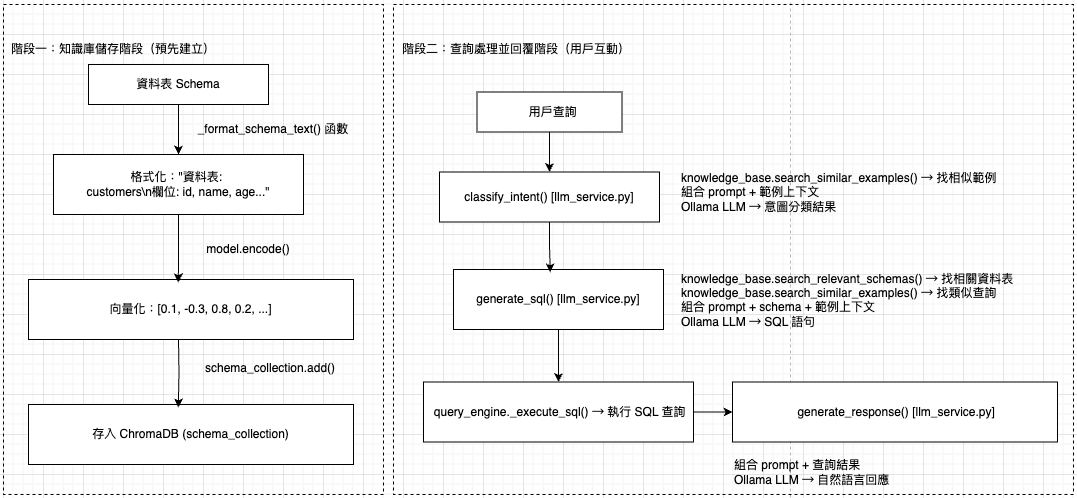 階段一：知識庫儲存階段（預先建立）
資料表 Schema
_format_schema_text() 函數
格式化："資料表:
customers\n欄位: id, name, age..."
model.encode()
向量化：[0.1, -0.3, 0.8, 0.2, ...]
schema_collection.add()
存入 ChromaDB (schema_collection)
階段二：查詢處理並回覆階段（用戶互動）
用戶查詢
classify_intent() [llm_service.py]
knowledge_base.search_similar_examples() → 找相似範例
組合 prompt + 範例上下文
Ollama LLM → 意圖分類結果
generate_sql() [llm_service.py]
knowledge_base.search_relevant_schemas() → 找相關資料表
knowledge_base.search_similar_examples() → 找類似查詢
組合 prompt + schema + 範例上下文
Ollama LLM → SQL 語句
query_engine._execute_sql() → 執行 SQL 查詢
generate_response() [llm_service.py]
組合 prompt + 查詢結果
Ollama LLM → 自然語言回應